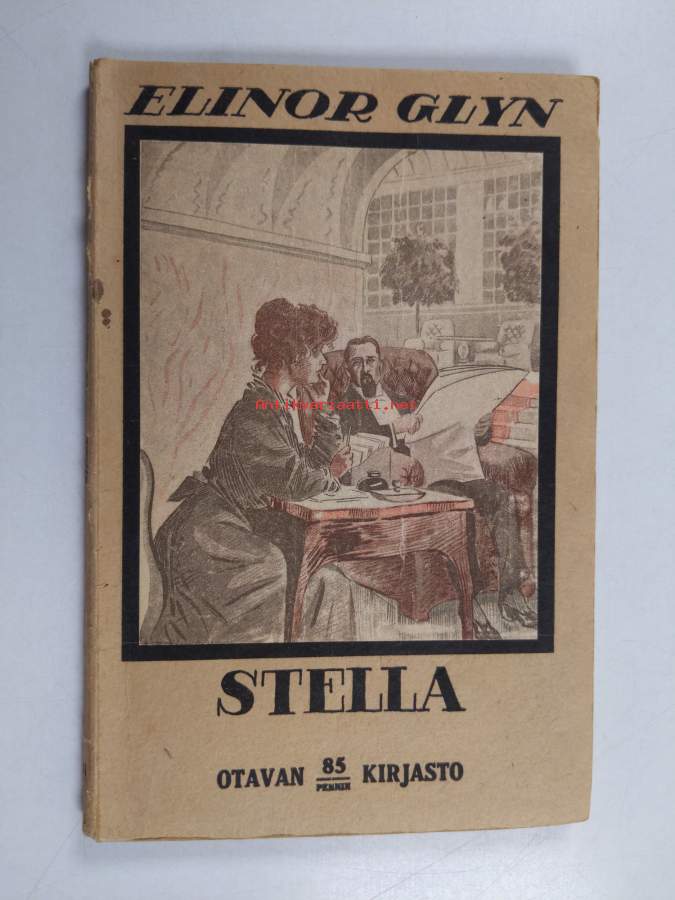 ELINOR GLYN
Antikvariaatti.net
STELLA
OTAVAN 85 PENNIN KIRJASTO